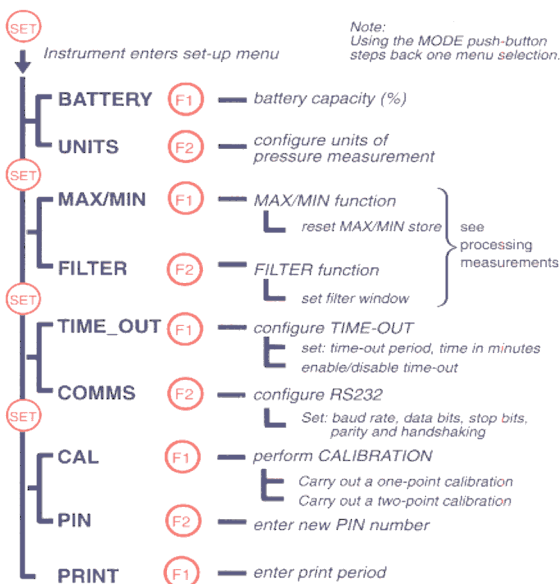 SET
Instrument enters set-up menu
Note:
Using the MODE push-button
steps back one menu selection.
BATTERY F1 battery capacity (%)
UNITS F2 configure units of
pressure measurement
SET
MAX/MIN F1 MAX/MIN function
reset MAX/MIN store
see
processing
measurements
FILTER F2 FILTER function
set filter window
SET
TIME_OUT F1 configure TIME-OUT
set: time-out period, time in minutes
enable/disable time-out
COMMS F2 configure RS232
SET
Set: baud rate, data bits, stop bits,
parity and handshaking
CAL F1 perform CALIBRATION
Carry out a one-point calibration
Carry out a two-point calibration
PIN F2 enter new PIN number
PRINT F1 enter print period